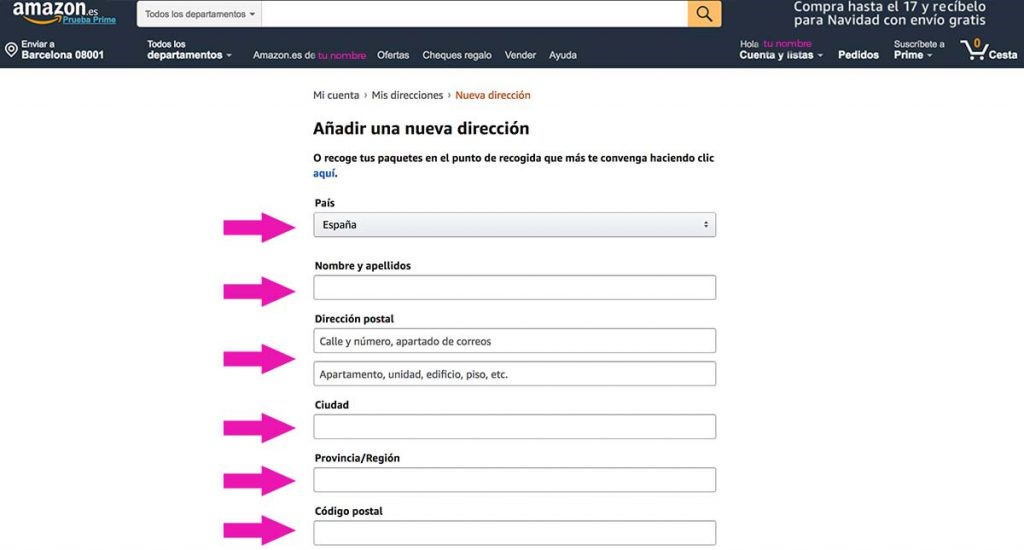 amazon.es
Prueba Prime
Todos los departamentos
Compra hasta el 17 y recíbelo
para Navidad con envío gratis
Enviar a
Barcelona 08001
Todos los
departamentos
Amazon.es de tu nombre
Ofertas
Cheques regalo
Vender
Ayuda
Hola tu nombre
Cuenta y listas
Pedidos
Suscríbete a
Prime
0
Cesta
Mi cuenta › Mis direcciones › Nueva dirección
Añadir una nueva dirección
O recoge tus paquetes en el punto de recogida que más te convenga haciendo clic
aquí.
País
España
Nombre y apellidos
Dirección postal
Calle y número, apartado de correos
Apartamento, unidad, edificio, piso, etc.
Ciudad
Provincia/Región
Código postal